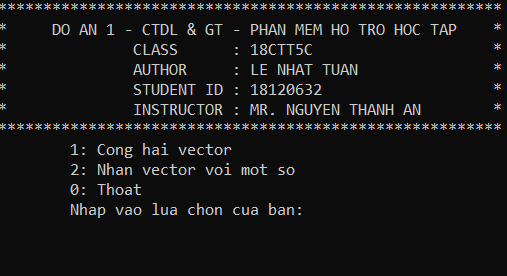 ********************************************************
* DO AN 1 - CTDL & GT - PHAN MEM HO TRO HOC TAP *
* CLASS : 18CTT5C *
* AUTHOR : LE NHAT TUAN *
* STUDENT ID : 18120632 *
* INSTRUCTOR : MR. NGUYEN THANH AN *
********************************************************
1: Cong hai vector
2: Nhan vector voi mot so
0: Thoat
Nhap vao lua chon cua ban: